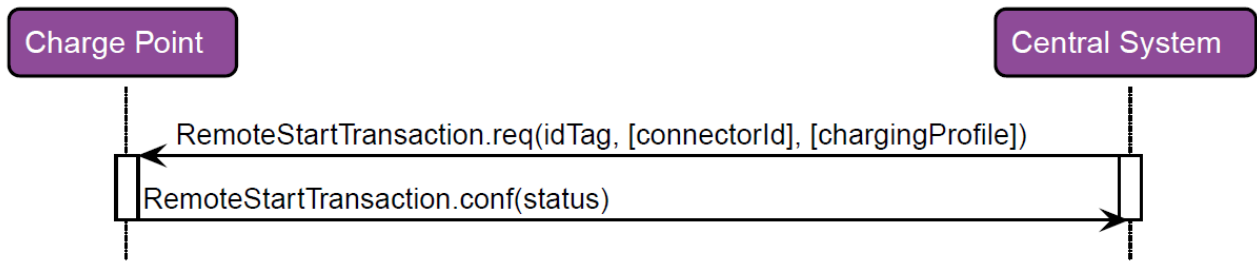 Charge Point
Central System
RemoteStartTransaction.req(idTag, [connectorId], [chargingProfile])
RemoteStartTransaction.conf(status)